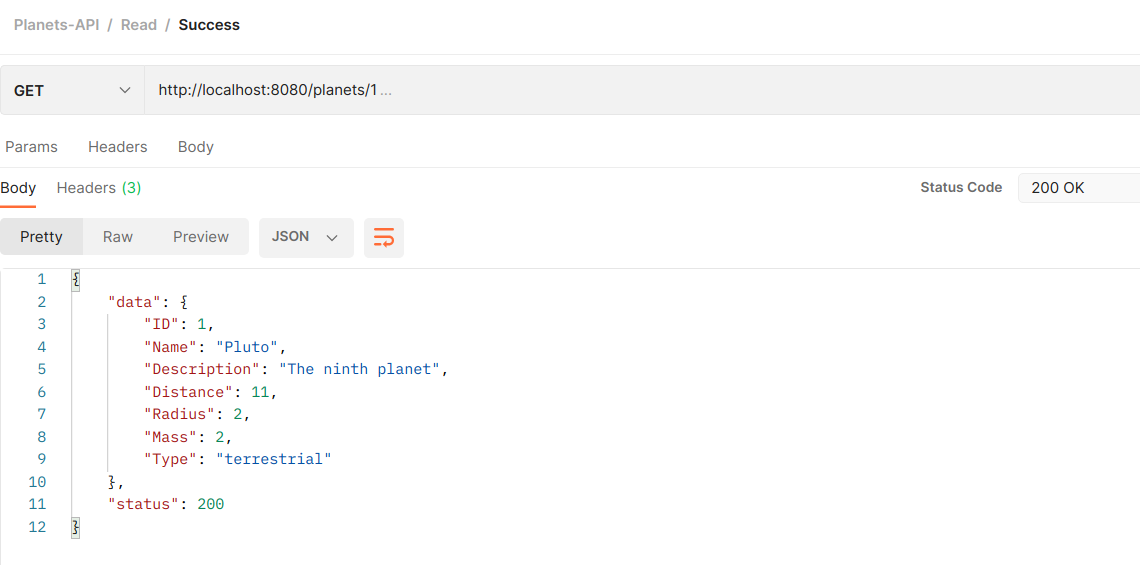 Planets-API / Read / Success
GET http://localhost:8080/planets/1...
Params Headers Body
Body Headers (3) Status Code 200 OK
Pretty Raw Preview JSON
1 {
2 "data": {
3 "ID": 1,
4 "Name": "Pluto",
5 "Description": "The ninth planet",
6 "Distance": 11,
7 "Radius": 2,
8 "Mass": 2,
9 "Type": "terrestrial"
10 },
11 "status": 200
12 }